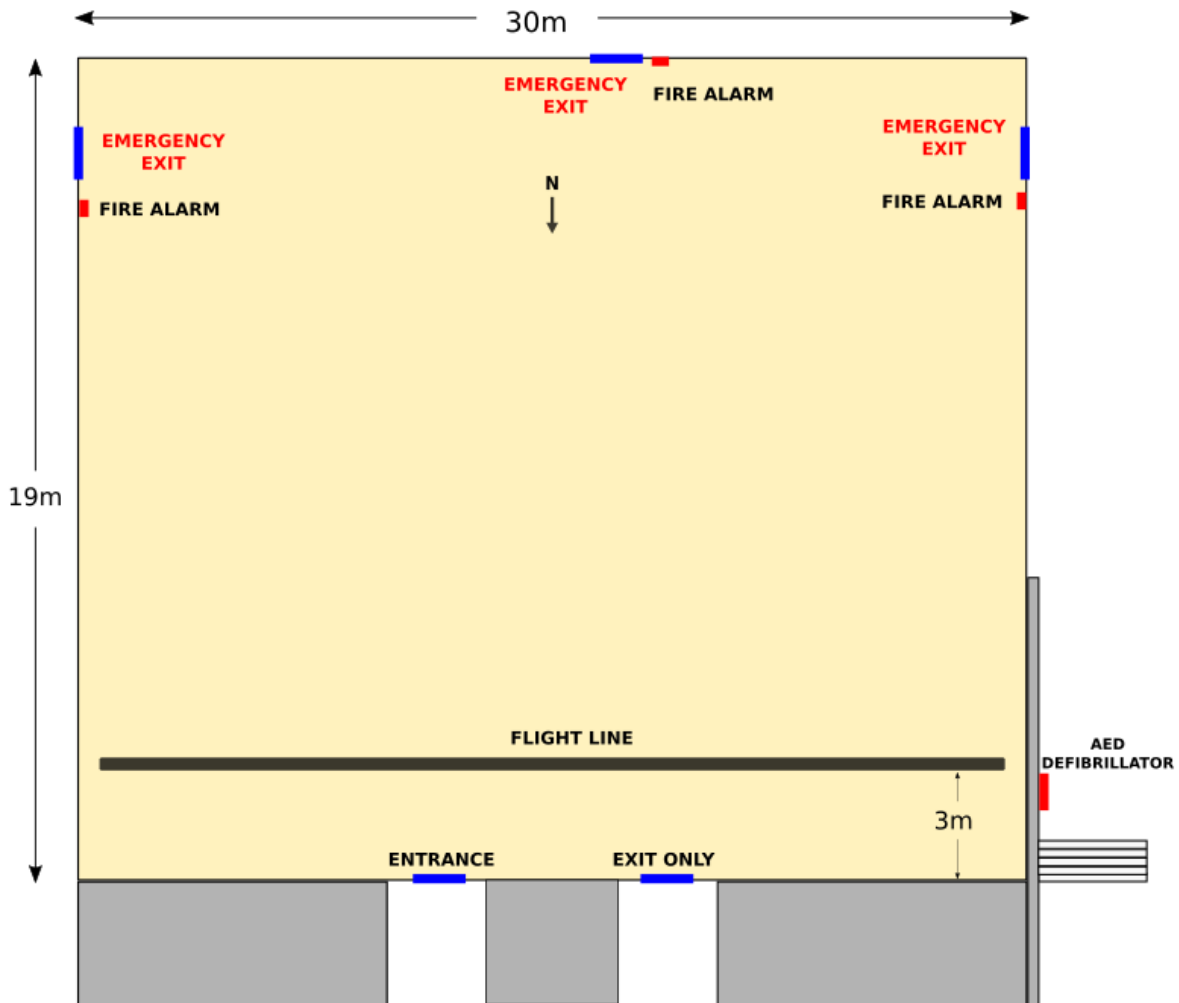 30m
EMERGENCY
EXIT
FIRE ALARM
EMERGENCY
EXIT
EMERGENCY
EXIT
N
FIRE ALARM
FIRE ALARM
19m
FLIGHT LINE
AED
DEFIBRILLATOR
3m
ENTRANCE
EXIT ONLY